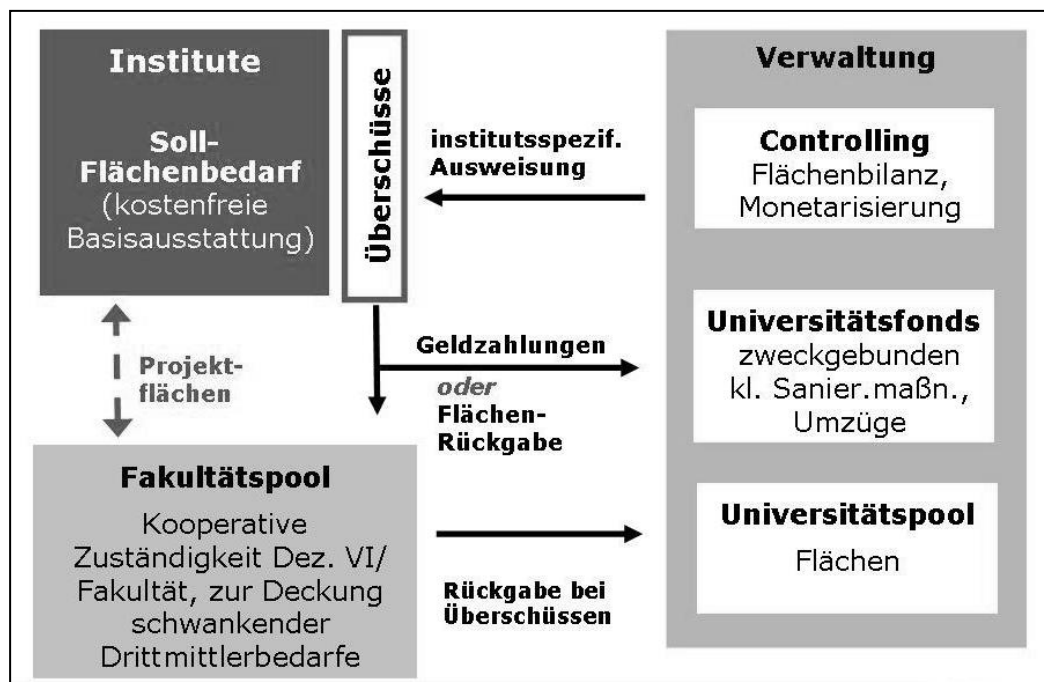 Institute
Soll-
Flächenbedarf
(kostenfreie
Basisausstattung)
Überschüsse
institutsspezif.
Ausweisung
Verwaltung
Controlling
Flächenbilanz,
Monetarisierung
Projekt-
flächen
Geldzahlungen
oder
Flächen-
Rückgabe
Universitätsfonds
zweckgebunden
kl. Sanier.maßn.,
Umzüge
Fakultätspool
Kooperative
Zuständigkeit Dez. VI/
Fakultät, zur Deckung
schwankender
Drittmittlerbedarfe
Rückgabe bei
Überschüssen
Universitätspool
Flächen